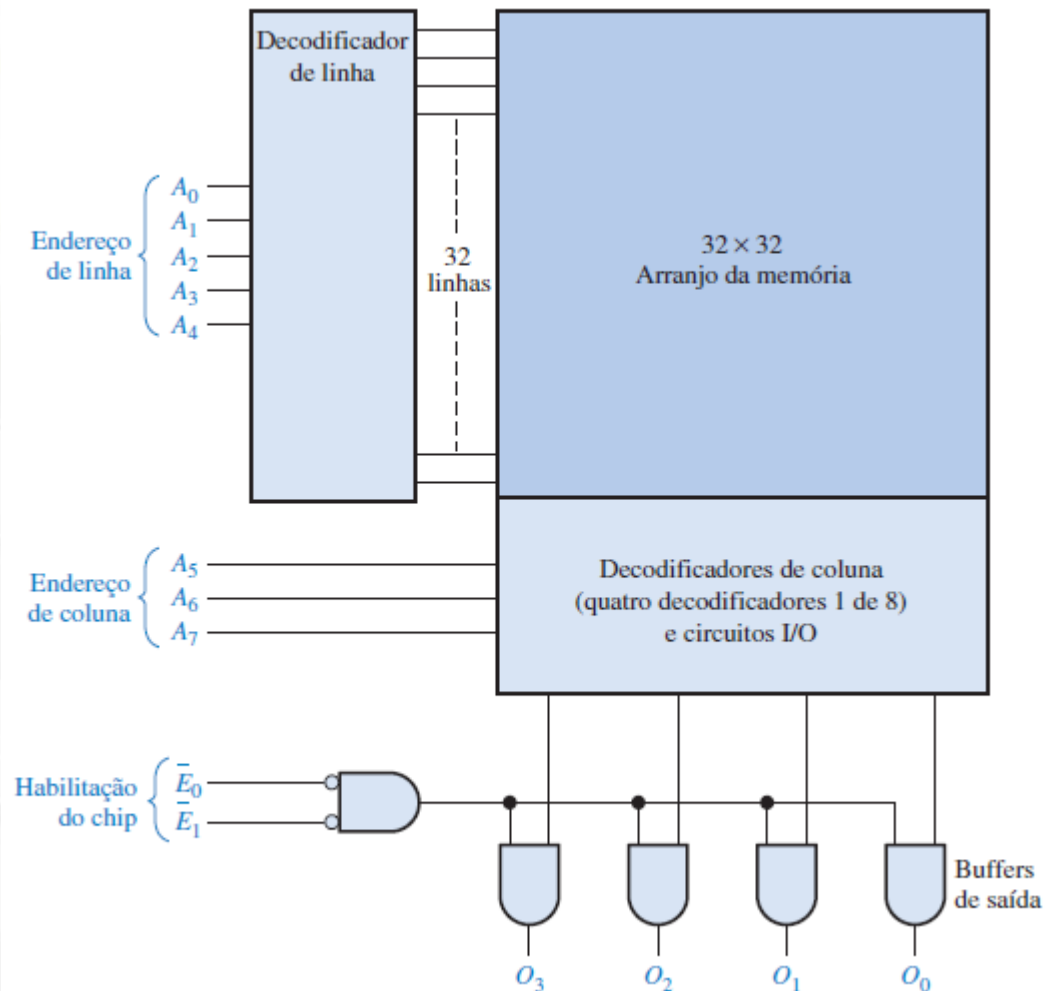 Decodificador
de linha
Endereço
de linha
A₀
A₁
A₂
A₃
A₄
32
linhas
32 × 32
Arranjo da memória
Endereço
de coluna
A₅
A₆
A₇
Decodificadores de coluna
(quatro decodificadores 1 de 8)
e circuitos I/O
Habilitação
do chip
E̅₀
E̅₁
Buffers
de saída
O₃ O₂ O₁ O₀